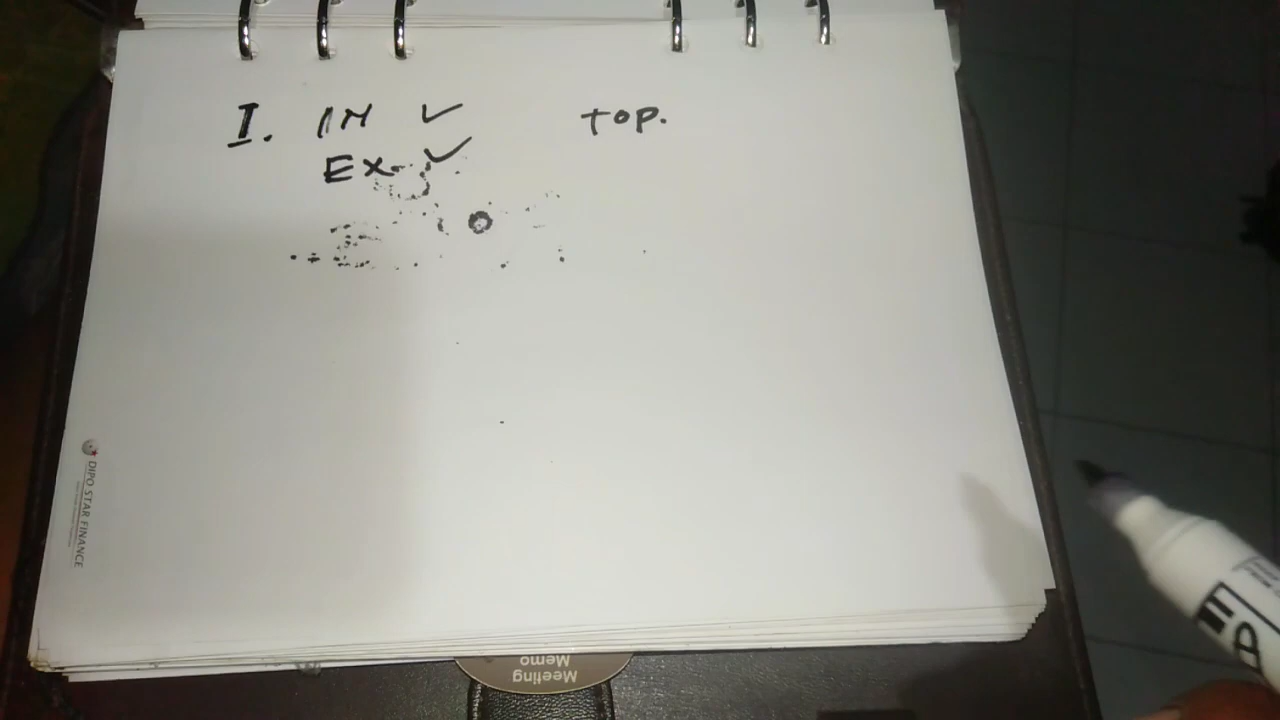 I. IN ✓ TOP.
EX ✓
DIPO STAR FINANCE
Meeting
Memo